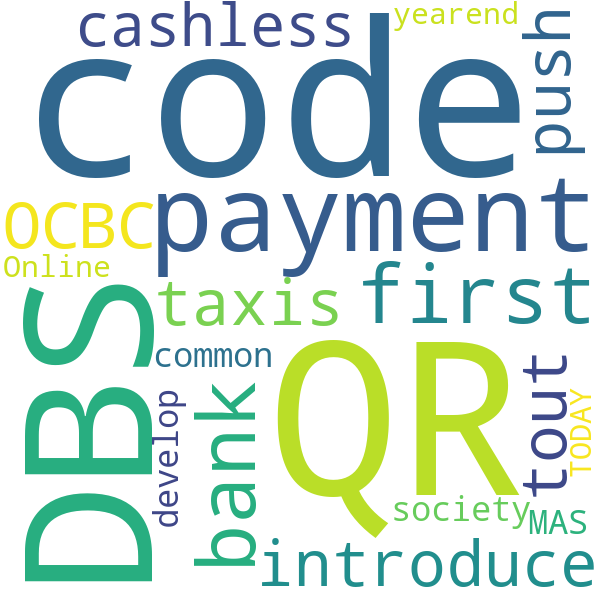 yearend
cashless
push
code
payment
OCBC
Online
first
taxis
DBS
common
QR
tout
bank
develop
TODAY
society
MAS
introduce